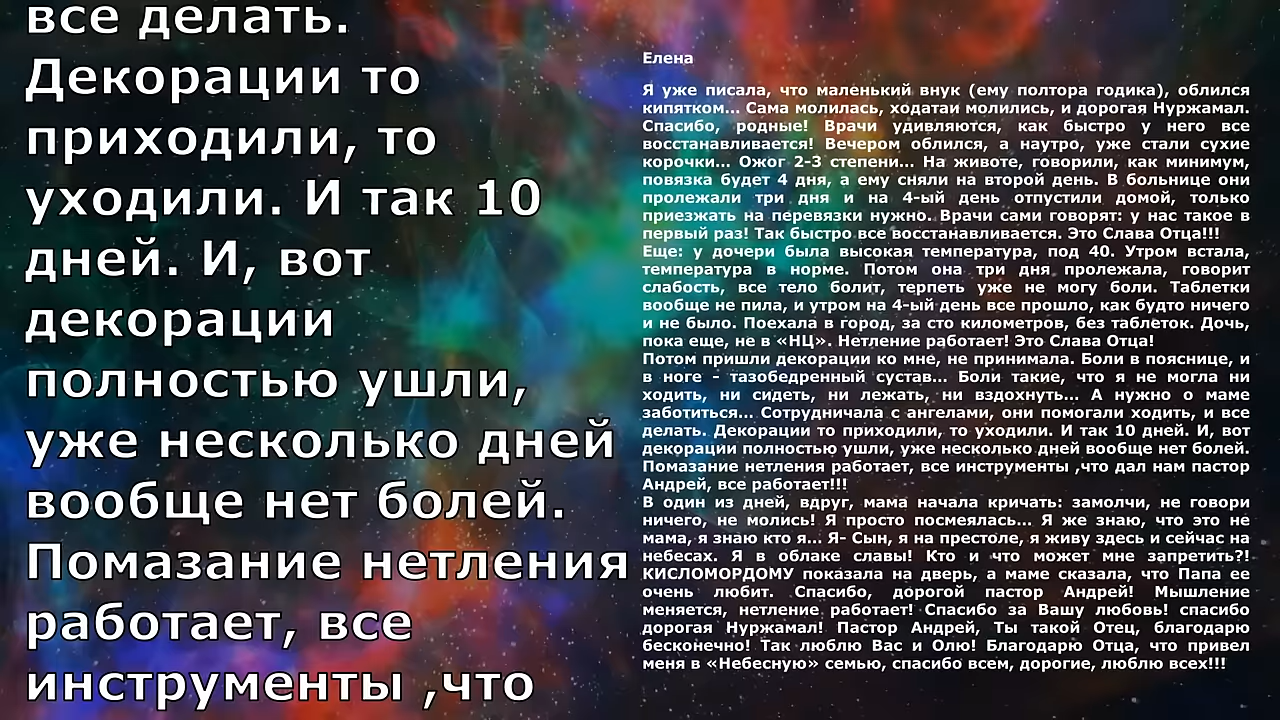 все делать.
Декорации то
приходили, то
уходили. И так 10
дней. И, вот
декорации
полностью ушли,
уже несколько дней
вообще нет болей.
Помазание нетления
работает, все
инструменты ,что
Елена
Я уже писала, что маленький внук (ему полтора годика), облился
кипятком... Сама молилась, ходатаи молились, и дорогая Нуржамал.
Спасибо, родные! Врачи удивляются, как быстро у него все
восстанавливается! Вечером облился, а наутро, уже стали сухие
корочки... Ожог 2-3 степени... На животе, говорили, как минимум,
повязка будет 4 дня, а ему сняли на второй день. В больнице они
пролежали три дня и на 4-ый день отпустили домой, только
приезжать на перевязки нужно. Врачи сами говорят: у нас такое в
первый раз! Так быстро все восстанавливается. Это Слава Отца!!!
Еще: у дочери была высокая температура, под 40. Утром встала,
температура в норме. Потом она три дня пролежала, говорит
слабость, все тело болит, терпеть уже не могу боли. Таблетки
вообще не пила, и утром на 4-ый день все прошло, как будто ничего
и не было. Поехала в город, за сто километров, без таблеток. Дочь,
пока еще, не в «НЦ». Нетление работает! Это Слава Отца!
Потом пришли декорации ко мне, не принимала. Боли в пояснице, и
в ноге - тазобедренный сустав... Боли такие, что я не могла ни
ходить, ни сидеть, ни лежать, ни вздохнуть... А нужно о маме
заботиться... Сотрудничала с ангелами, они помогали ходить, и все
делать. Декорации то приходили, то уходили. И так 10 дней. И, вот
декорации полностью ушли, уже несколько дней вообще нет болей.
Помазание нетления работает, все инструменты ,что дал нам пастор
Андрей, все работает!!!
В один из дней, вдруг, мама начала кричать: замолчи, не говори
ничего, не молись! Я просто посмеялась... Я же знаю, что это не
мама, я знаю кто я... Я- Сын, я на престоле, я живу здесь и сейчас на
небесах. Я в облаке славы! Кто и что может мне запретить?!
КИСЛОМОРДОМУ показала на дверь, а маме сказала, что Папа ее
очень любит. Спасибо, дорогой пастор Андрей! Мышление
меняется, нетление работает! Спасибо за Вашу любовь! спасибо
дорогая Нуржамал! Пастор Андрей, Ты такой Отец, благодарю
бесконечно! Так люблю Вас и Олю! Благодарю Отца, что привел
меня в «Небесную» семью, спасибо всем, дорогие, люблю всех!!!